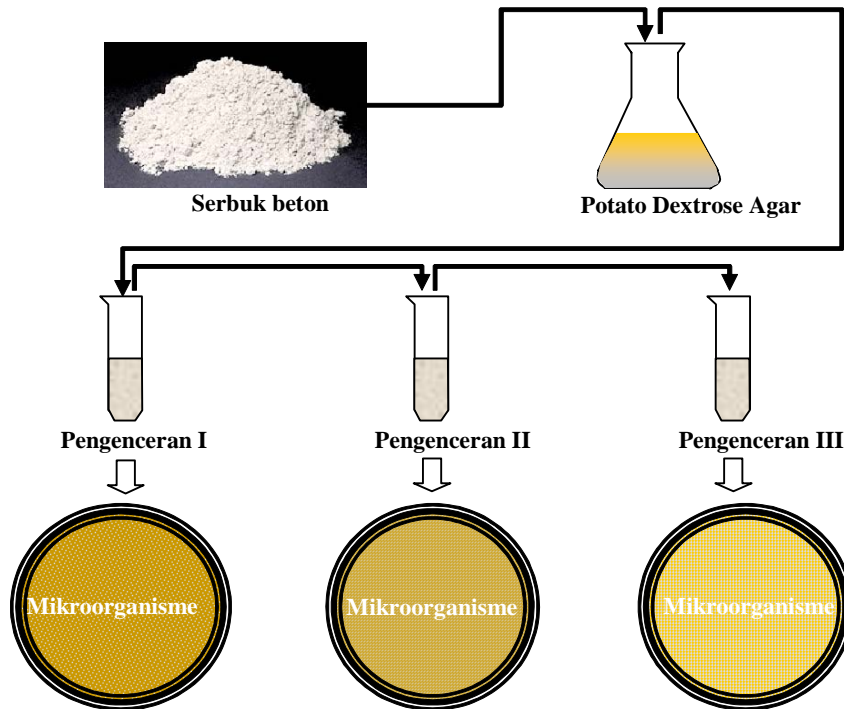 Serbuk beton
Potato Dextrose Agar
Pengenceran I
Pengenceran II
Pengenceran III
Mikroorganisme
Mikroorganisme
Mikroorganisme